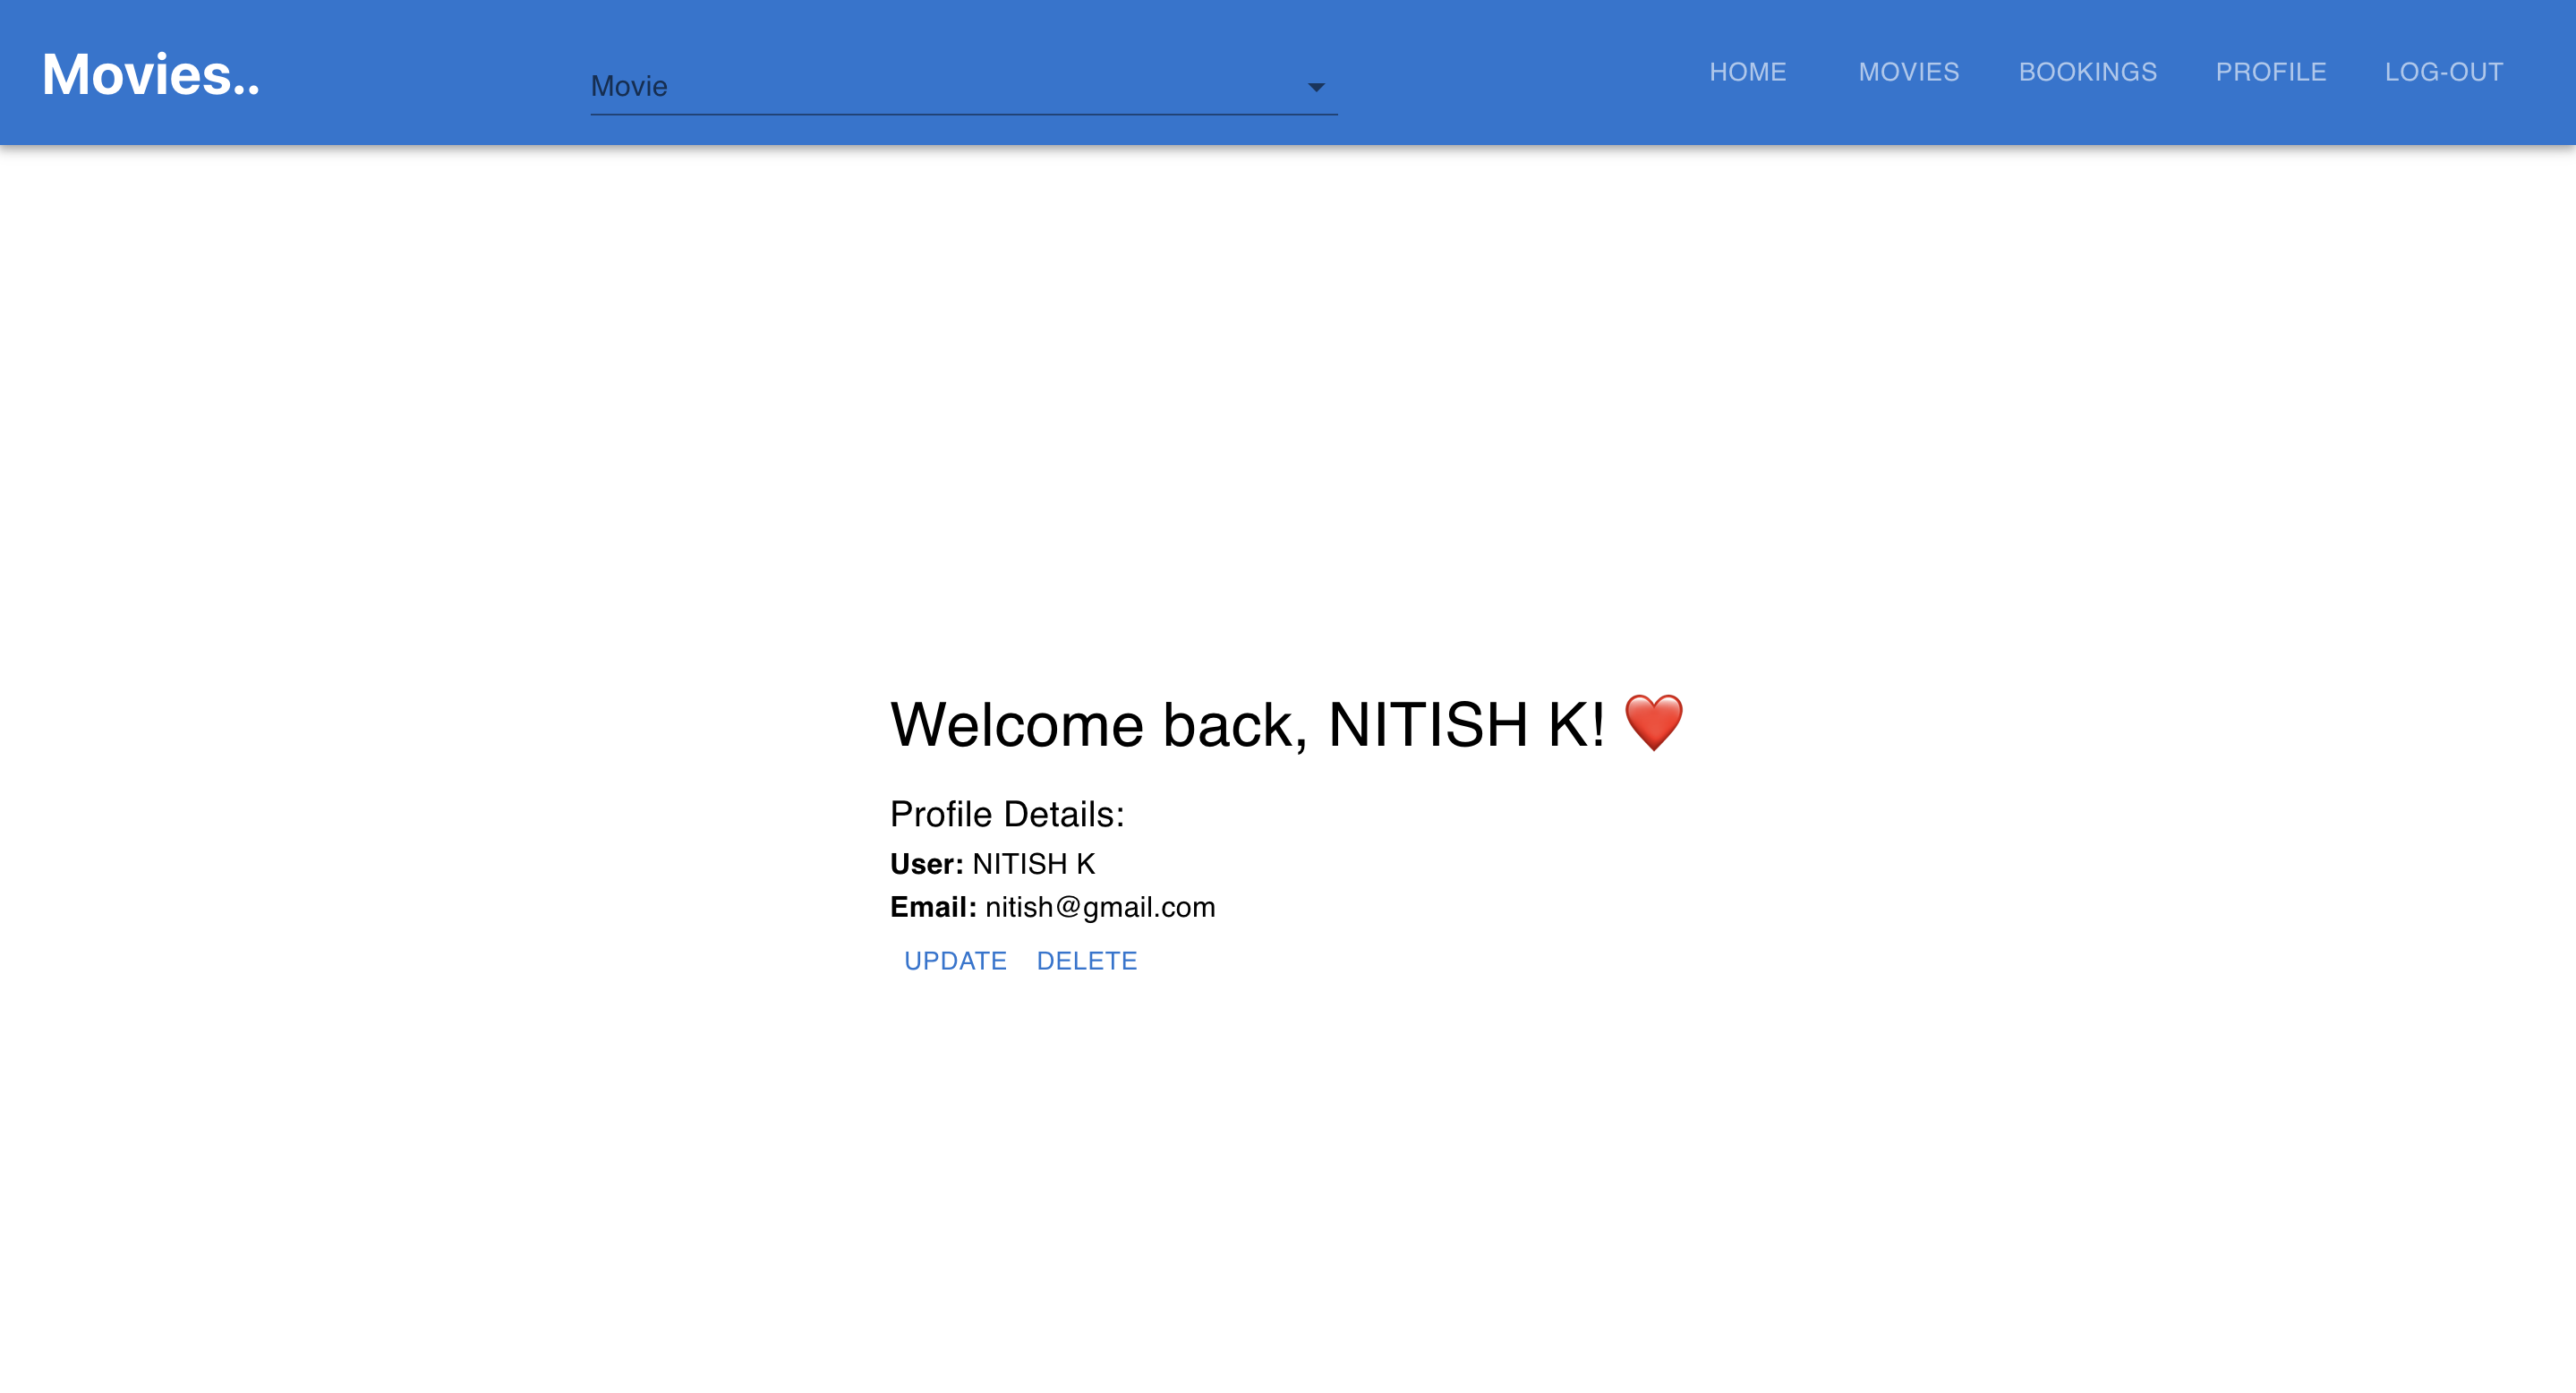 Movies..
Movie
HOME MOVIES BOOKINGS PROFILE LOG-OUT
Welcome back, NITISH K! ❤️
Profile Details:
User: NITISH K
Email: nitish@gmail.com
UPDATE DELETE